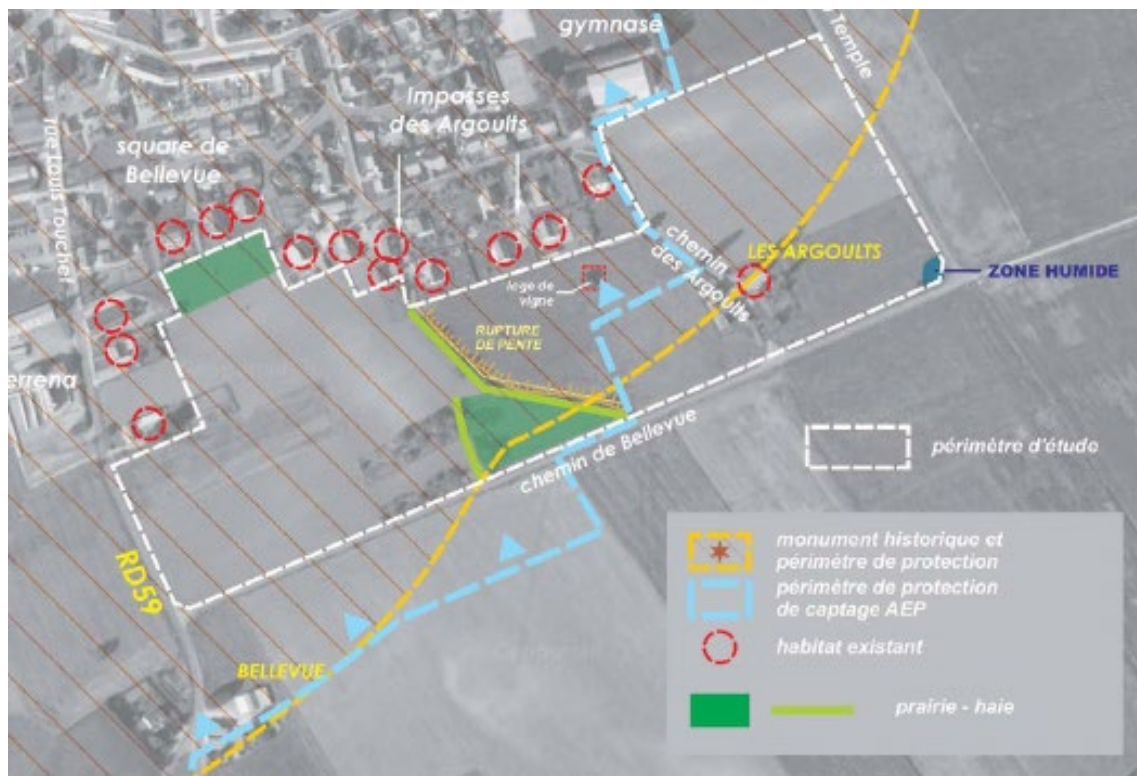 gymnase
Temple
Impasses
des Argoults
rue Louis Touchet
square de
Bellevue
chemin
des Argoults
LES ARGOULTS
ZONE HUMIDE
loge de
vigne
RUPTURE
DE PENTE
errena
chemin de Bellevue
périmètre d'étude
RD59
BELLEVUE
monument historique et
périmètre de protection
périmètre de protection
de captage AEP
habitat existant
prairie - haie